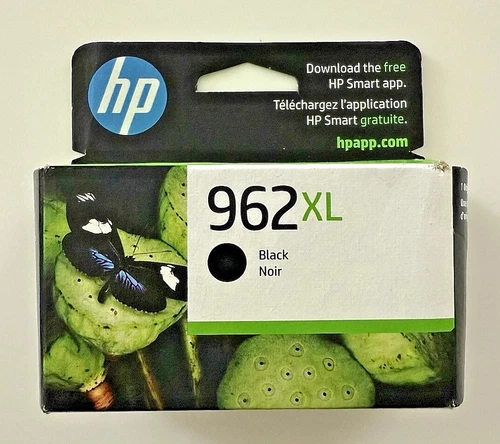 hp
Download the free
HP Smart app.
Téléchargez l'application
HP Smart gratuite.
hpapp.com
962XL
Black
Noir